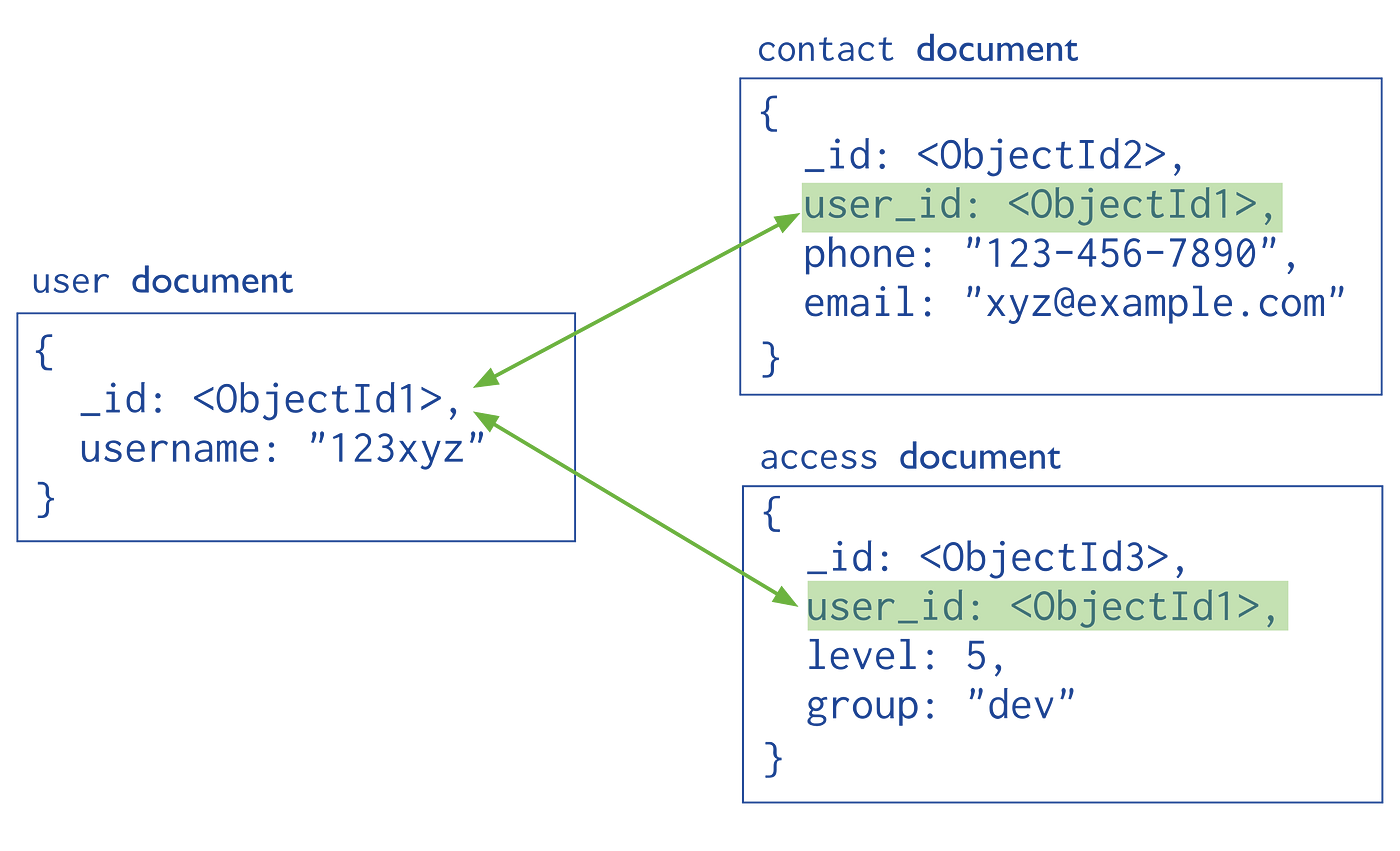 user document
{
_id: <ObjectId1>,
username: "123xyz"
}
contact document
{
_id: <ObjectId2>,
user_id: <ObjectId1>,
phone: "123-456-7890",
email: "xyz@example.com"
}
access document
{
_id: <ObjectId3>,
user_id: <ObjectId1>,
level: 5,
group: "dev"
}